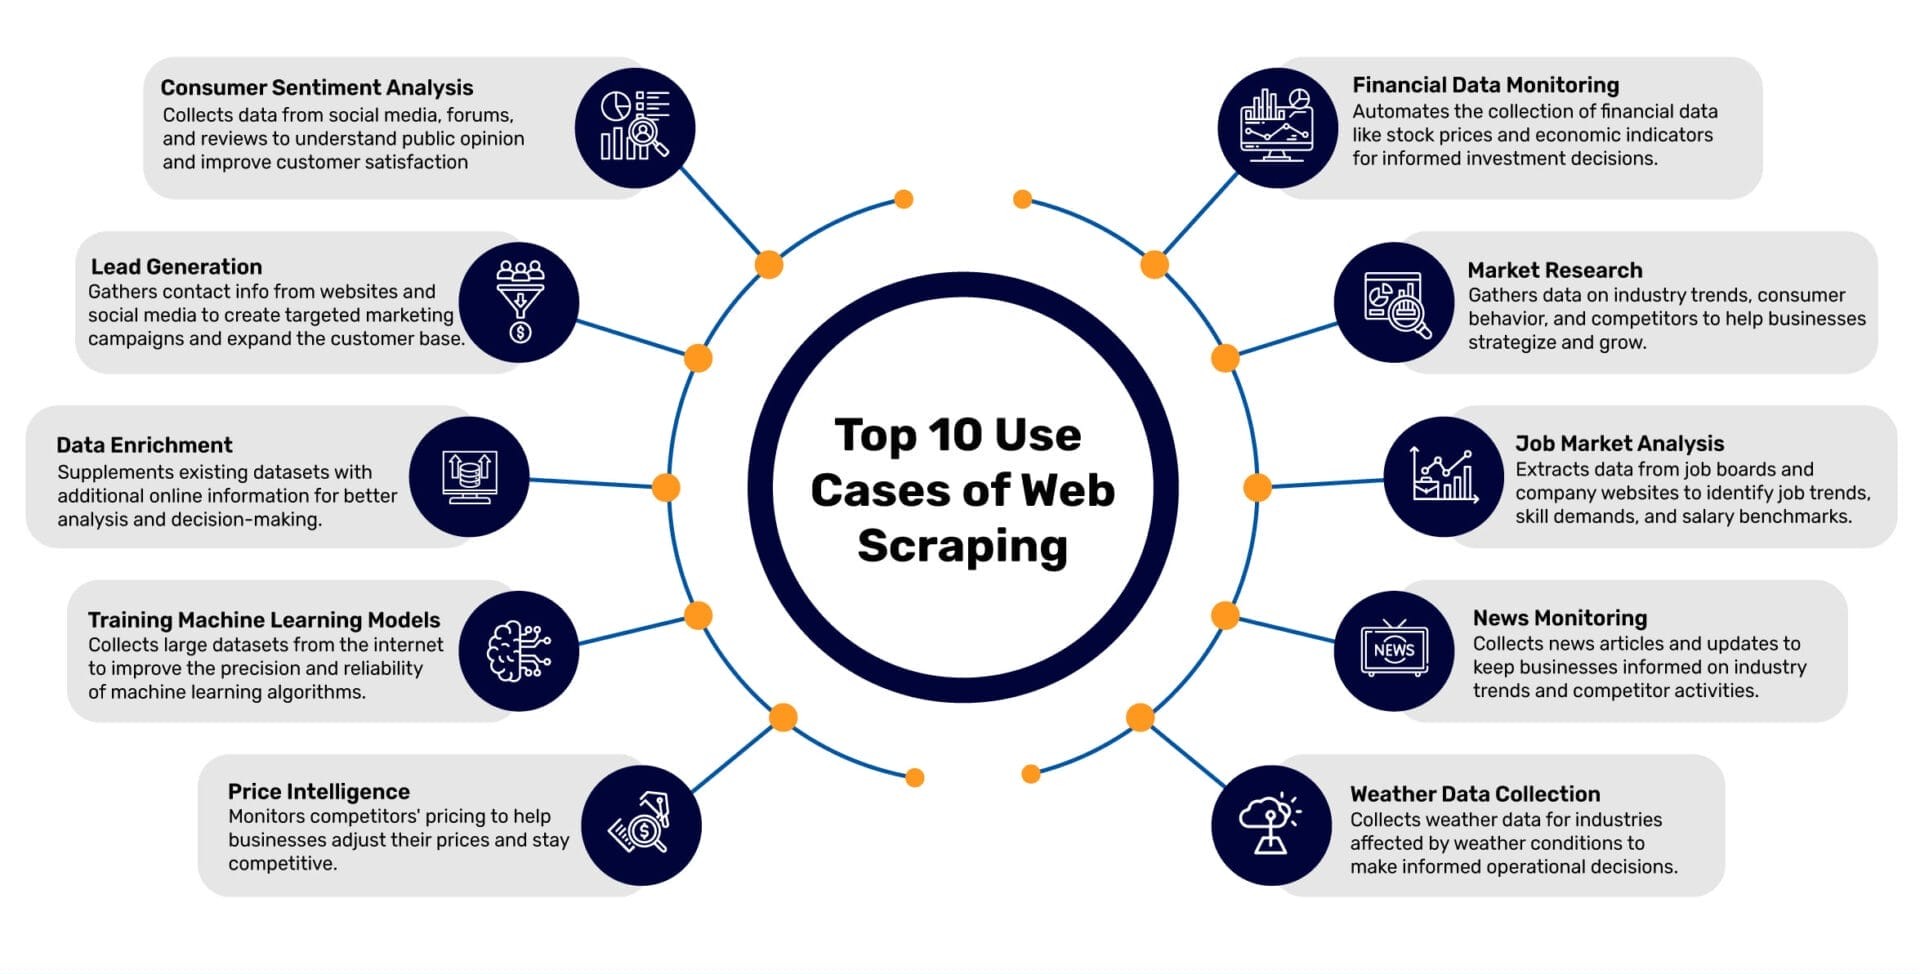 Consumer Sentiment Analysis
Collects data from social media, forums,
and reviews to understand public opinion
and improve customer satisfaction
Lead Generation
Gathers contact info from websites and
social media to create targeted marketing
campaigns and expand the customer base.
Data Enrichment
Supplements existing datasets with
additional online information for better
analysis and decision-making.
Training Machine Learning Models
Collects large datasets from the internet
to improve the precision and reliability
of machine learning algorithms.
Price Intelligence
Monitors competitors' pricing to help
businesses adjust their prices and stay
competitive.
Top 10 Use
Cases of Web
Scraping
Financial Data Monitoring
Automates the collection of financial data
like stock prices and economic indicators
for informed investment decisions.
Market Research
Gathers data on industry trends, consumer
behavior, and competitors to help businesses
strategize and grow.
Job Market Analysis
Extracts data from job boards and
company websites to identify job trends,
skill demands, and salary benchmarks.
NEWS
News Monitoring
Collects news articles and updates to
keep businesses informed on industry
trends and competitor activities.
Weather Data Collection
Collects weather data for industries
affected by weather conditions to
make informed operational decisions.